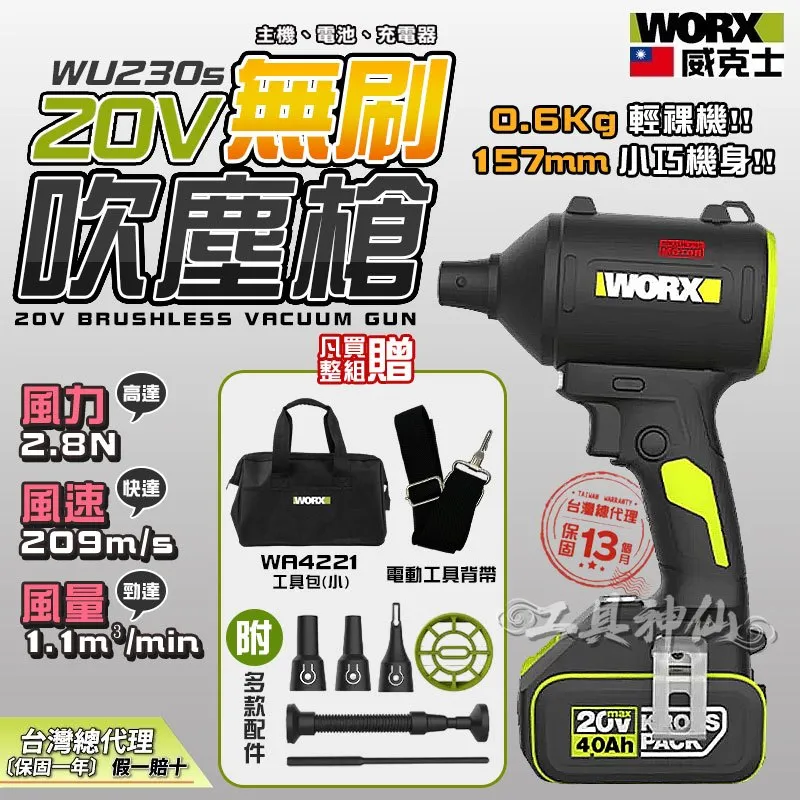 主機、電池、充電器
WU230s
20V無刷
吹塵槍
20V BRUSHLESS VACUUM GUN
WORX
威克士
0.6Kg 輕裸機!!
157mm 小巧機身!!
WORX
凡買
整組贈
風力 高達
2.8N
風速 快達
209m/s
風量 勁達
1.1m³/min
WORX
WA4221
工具包(小)
電動工具背帶
附
多款配件
TAIWAN WARRANTY
台灣總代理
保固13個月
工具神仙
20V max
4.0Ah
台灣總代理
(保固一年) 假一賠十